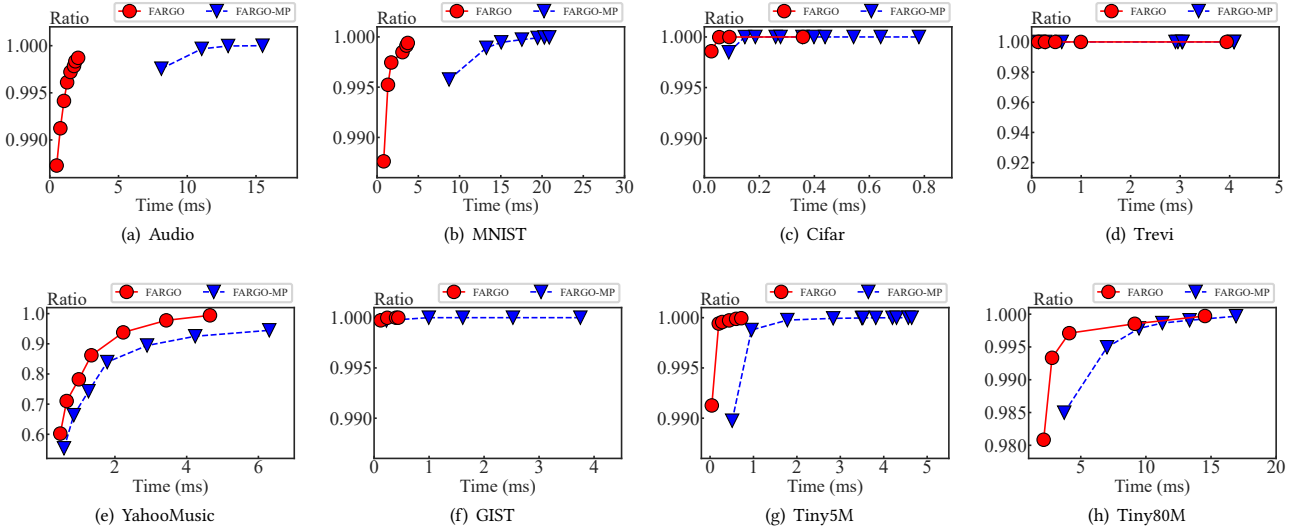 Ratio FARGO FARGO-MP
1.000
0.995
0.990
0 5 10 15
Time (ms)
(a) Audio
Ratio FARGO FARGO-MP
1.000
0.995
0.990
0 5 10 15 20 25 30
Time (ms)
(b) MNIST
Ratio FARGO FARGO-MP
1.000
0.995
0.990
0.0 0.2 0.4 0.6 0.8
Time (ms)
(c) Cifar
Ratio FARGO FARGO-MP
1.00
0.98
0.96
0.94
0.92
0 1 2 3 4 5
Time (ms)
(d) Trevi
Ratio FARGO FARGO-MP
1.0
0.9
0.8
0.7
0.6
2 4 6
Time (ms)
(e) YahooMusic
Ratio FARGO FARGO-MP
1.000
0.995
0.990
0 1 2 3 4
Time (ms)
(f) GIST
Ratio FARGO FARGO-MP
1.000
0.995
0.990
0 1 2 3 4 5
Time (ms)
(g) Tiny5M
Ratio FARGO FARGO-MP
1.000
0.995
0.990
0.985
0.980
5 10 15 20
Time (ms)
(h) Tiny80M